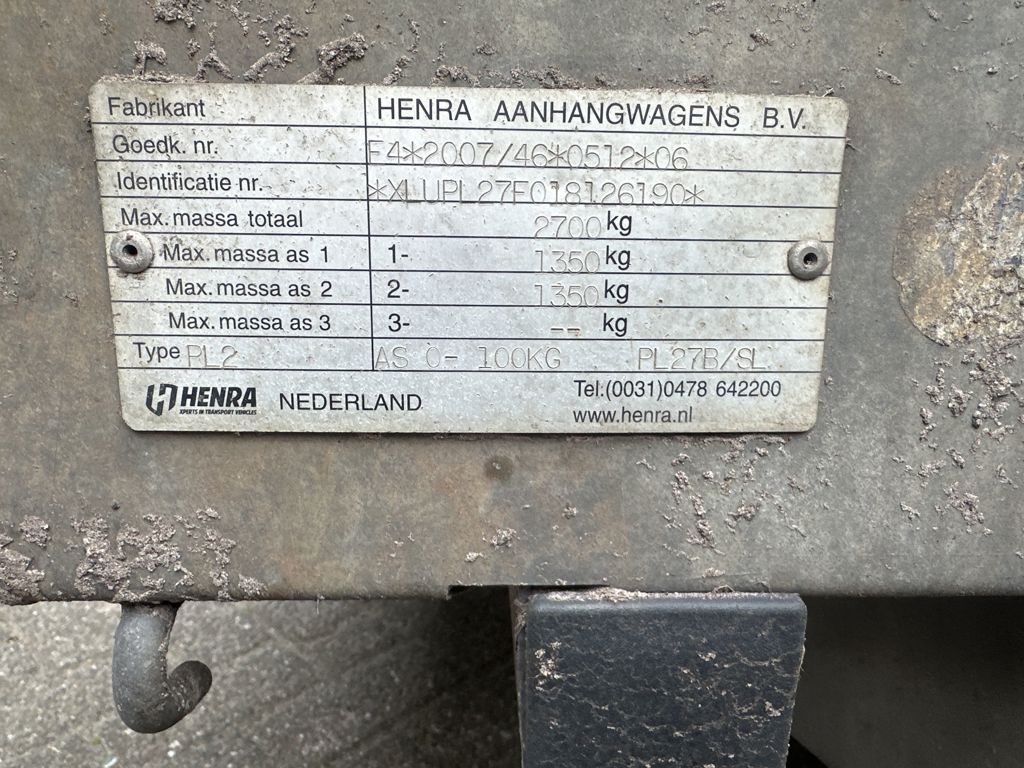 Fabrikant HENRA AANHANGWAGENS B.V.
Goedk. nr. E4*2007/46*0512*06
Identificatie nr. *XLUPL27F018126190*
Max. massa totaal 2700 kg
Max. massa as 1 1- 1350 kg
Max. massa as 2 2- 1350 kg
Max. massa as 3 3- -- kg
Type PL2 AS 0- 100KG PL27B/SL
HENRA NEDERLAND Tel.(0031)0478 642200
XPERTS IN TRANSPORT VEHICLES www.henra.nl